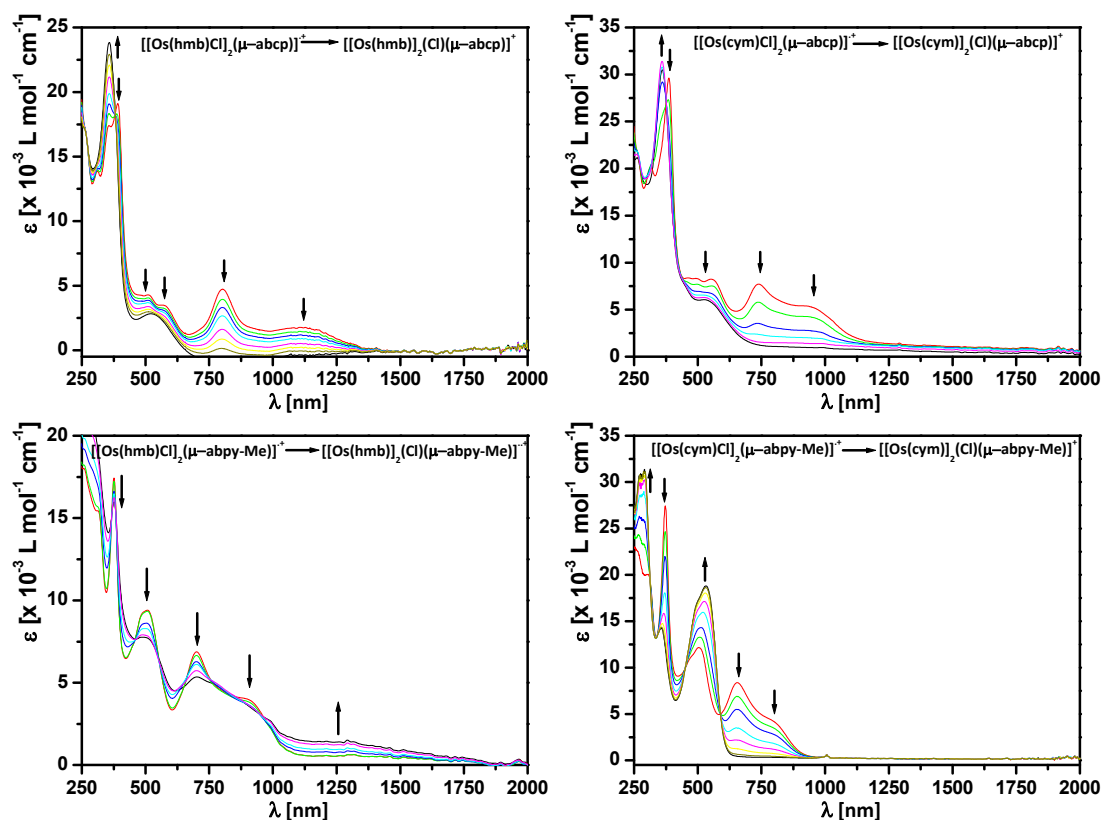 [[Os(hmb)Cl]₂(μ–abcp)]·⁺ → [[Os(hmb)]₂(Cl)(μ–abcp)]⁺
ε [x 10⁻³ L mol⁻¹ cm⁻¹]
25
20
15
10
5
0
250 500 750 1000 1250 1500 1750 2000
λ [nm]
[[Os(cym)Cl]₂(μ–abcp)]·⁺ → [[Os(cym)]₂(Cl)(μ–abcp)]⁺
ε [x 10⁻³ L mol⁻¹ cm⁻¹]
35
30
25
20
15
10
5
0
250 500 750 1000 1250 1500 1750 2000
λ [nm]
[[Os(hmb)Cl]₂(μ–abpy-Me)]·⁺ → [[Os(hmb)]₂(Cl)(μ–abpy-Me)]··⁺
ε [x 10⁻³ L mol⁻¹ cm⁻¹]
20
15
10
5
0
250 500 750 1000 1250 1500 1750 2000
λ [nm]
[[Os(cym)Cl]₂(μ–abpy-Me)]·⁺ → [[Os(cym)]₂(Cl)(μ–abpy-Me)]⁺
ε [x 10⁻³ L mol⁻¹ cm⁻¹]
35
30
25
20
15
10
5
0
250 500 750 1000 1250 1500 1750 2000
λ [nm]